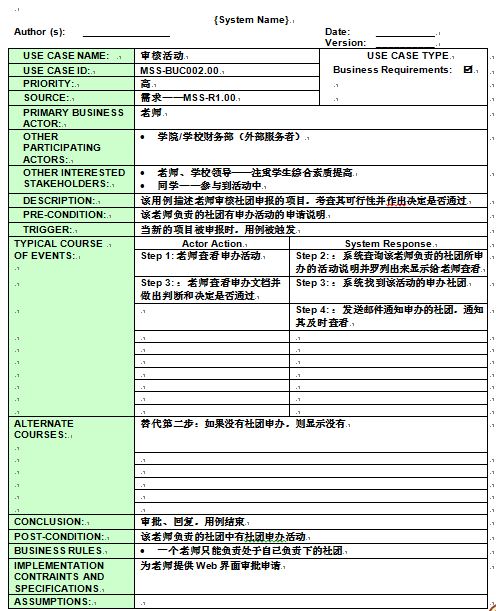 {System Name}
Author (s): Date:
Version:
USE CASE NAME: 审核活动 USE CASE TYPE
USE CASE ID: MSS-BUC002.00 Business Requirements: ☑
PRIORITY: 高
SOURCE: 需求——MSS-R1.00
PRIMARY BUSINESS ACTOR: 老师
OTHER PARTICIPATING ACTORS: • 学院/学校财务部（外部服务者）
OTHER INTERESTED STAKEHOLDERS: • 老师、学校领导——注重学生综合素质提高
• 同学——参与到活动中
DESCRIPTION: 该用例描述老师审核社团申报的项目，考查其可行性并作出决定是否通过
PRE-CONDITION: 该老师负责的社团有申办活动的申请说明
TRIGGER: 当新的项目被申报时，用例被触发
TYPICAL COURSE OF EVENTS: Actor Action System Response
Step 1: 老师查看申办活动 Step 2:：系统查询该老师负责的社团所申
办的活动说明并罗列出来显示给老师查看
Step 3:：老师查看申办文档并 Step 3:：系统找到该活动的申办社团
做出判断和决定是否通过
Step 4:：发送邮件通知申办的社团，通知
其及时查看
ALTERNATE COURSES: 替代第二步：如果没有社团申办，则显示没有
CONCLUSION: 审批、回复，用例结束
POST-CONDITION: 该老师负责的社团中有社团申办活动
BUSINESS RULES • 一个老师只能负责处于自己负责下的社团
IMPLEMENTATION CONTRAINTS AND SPECIFICATIONS 为老师提供 Web 界面审批申请
ASSUMPTIONS: